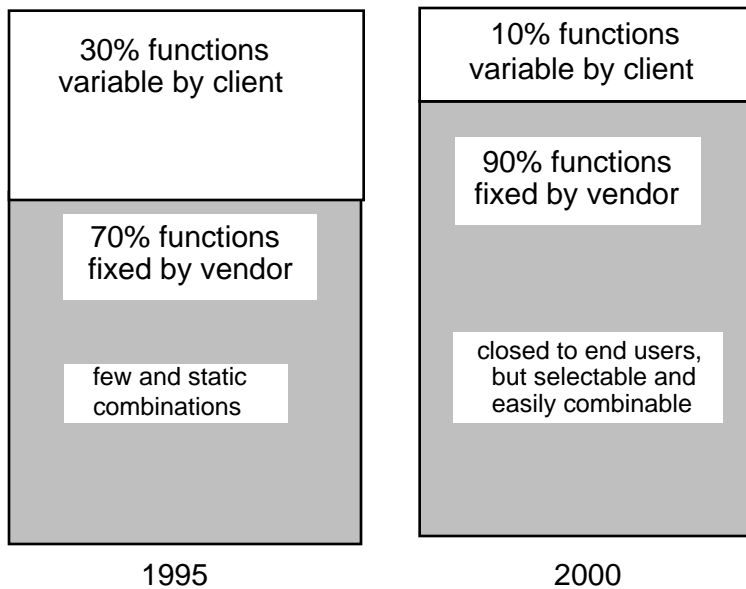 30% functions
variable by client
70% functions
fixed by vendor
few and static
combinations
1995
10% functions
variable by client
90% functions
fixed by vendor
closed to end users,
but selectable and
easily combinable
2000